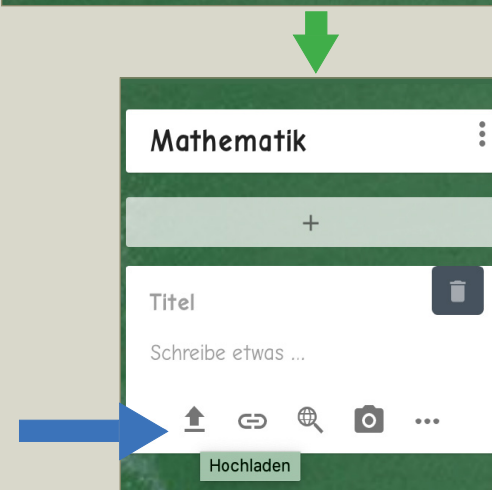 Mathematik
+
Titel
Schreibe etwas ...
Hochladen